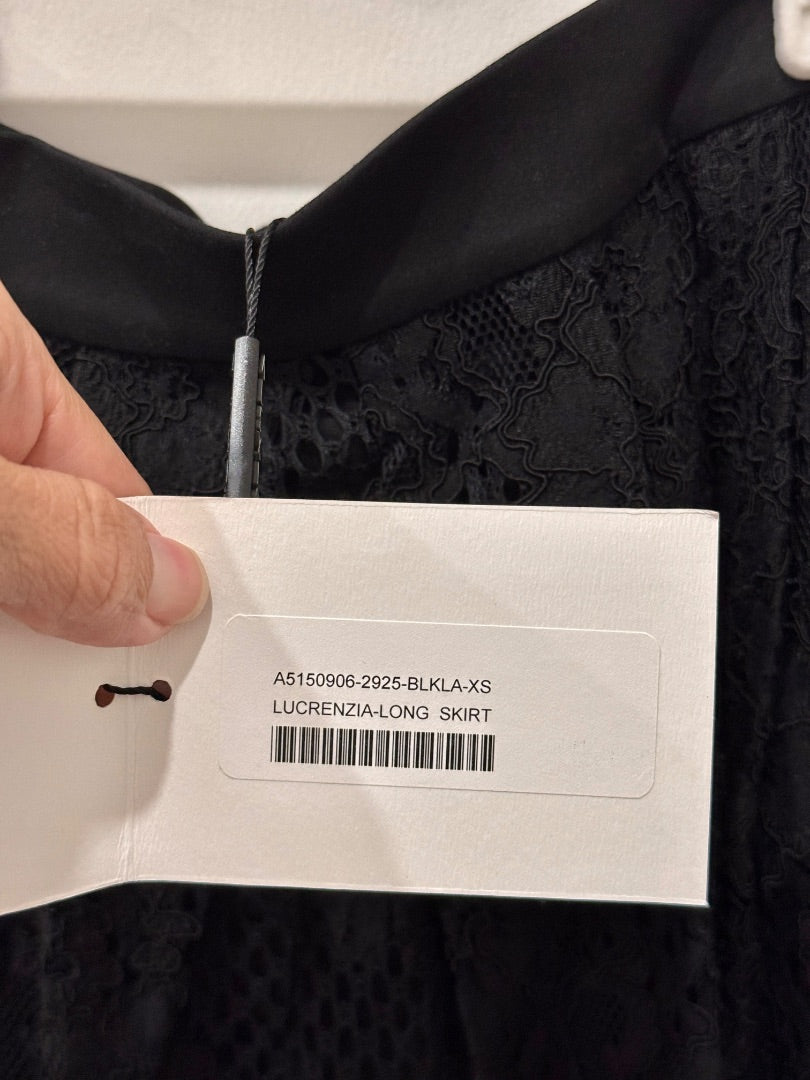 A5150906-2925-BLKLA-XS
LUCRENZIA-LONG SKIRT